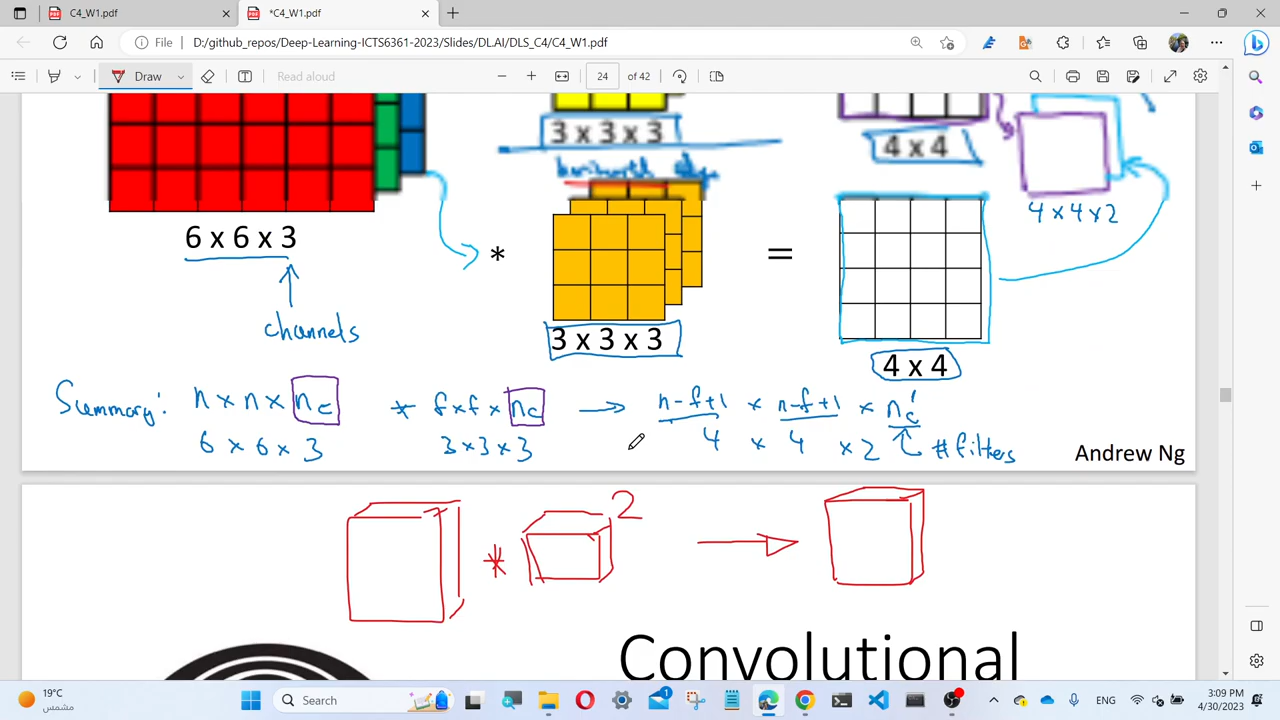 C4_W1.pdf
*C4_W1.pdf
File
D:/github_repos/Deep-Learning-ICTS6361-2023/Slides/DL.AI/DLS_C4/C4_W1.pdf
Draw
Read aloud
24 of 42
3 x 3 x 3
4 x 4
4 x 4 x 2
6 x 6 x 3
*
=
channels
3 x 3 x 3
4 x 4
Summary: n x n x nc * f x f x nc → n-f+1 x n-f+1 x nc'
6 x 6 x 3 3 x 3 x 3 4 x 4 x 2 #filters
Andrew Ng
2
*
Convolutional
19°C
مشمس
Search
1
ENG
3:09 PM
4/30/2023